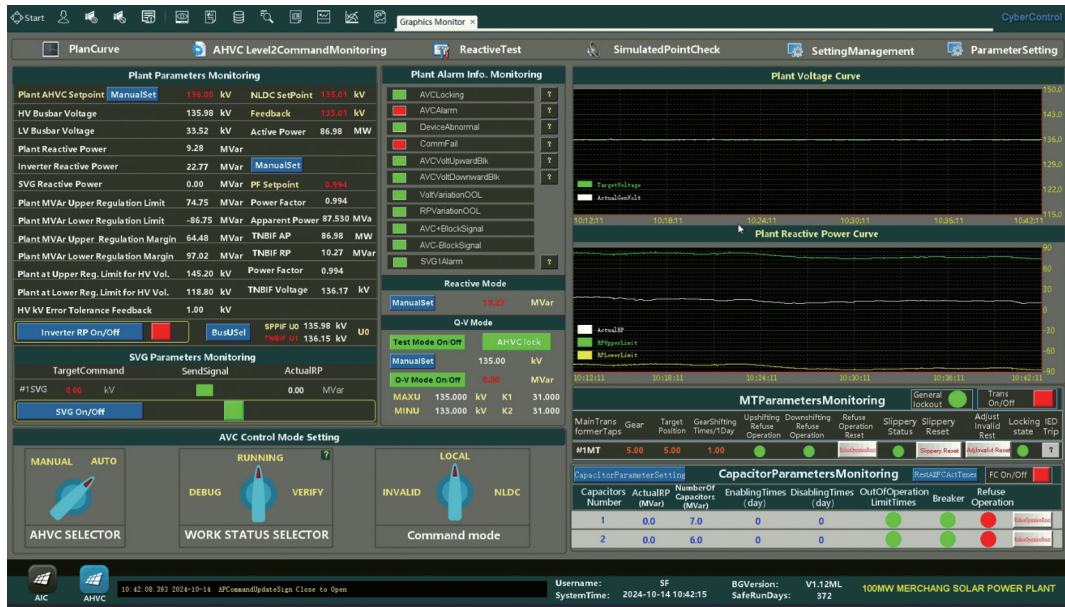 Start
Graphics Monitor ×
CyberControl
PlanCurve
AHVC Level2CommandMonitoring
ReactiveTest
SimulatedPointCheck
SettingManagement
ParameterSetting
Plant Parameters Monitoring
Plant AHVC Setpoint ManualSet 136.00 kV NLDC SetPoint 135.01 kV
HV Busbar Voltage 135.98 kV Feedback 135.01 kV
LV Busbar Voltage 33.52 kV Active Power 86.98 MW
Plant Reactive Power 9.28 MVar
Inverter Reactive Power 22.77 MVar ManualSet
SVG Reactive Power 0.00 MVar PF Setpoint 0.994
Plant MVAr Upper Regulation Limit 74.75 MVar Power Factor 0.994
Plant MVAr Lower Regulation Limit -86.75 MVar Apparent Power 87.530 MVa
Plant MVAr Upper Regulation Margin 64.48 MVar TNBIF AP 86.98 MW
Plant MVAr Lower Regulation Margin 97.02 MVar TNBIF RP 10.27 MVar
Plant at Upper Reg. Limit for HV Vol. 145.20 kV Power Factor 0.994
Plant at Lower Reg. Limit for HV Vol. 118.80 kV TNBIF Voltage 136.17 kV
HV kV Error Tolerance Feedback 1.00 kV
Inverter RP On/Off
BusUSel
SPPIF U0 135.98 kV
TNBIF U1 136.15 kV
U0
SVG Parameters Monitoring
TargetCommand SendSignal ActualRP
#1SVG 0.00 kV 0.00 MVar
SVG On/Off
Plant Alarm Info. Monitoring
AVCLocking ?
AVCAlarm ?
DeviceAbnormal ?
CommFail ?
AVCVoltUpwardBlk ?
AVCVoltDownwardBlk ?
VoltVariationOOL
RPVariationOOL
AVC+BlockSignal
AVC-BlockSignal
SVG1Alarm ?
Reactive Mode
ManualSet 10.27 MVar
Q-V Mode
Test Mode On/Off AHVC lock
ManualSet 135.00 kV
Q-V Mode On/Off 0.00 MVar
MAXU 135.000 kV K1 31.000
MINU 133.000 kV K2 31.000
Plant Voltage Curve
150.0
143.0
136.0
129.0
122.0
115.0
TargetVoltage
ActualGenVolt
10:12:11 10:18:11 10:24:11 10:30:11 10:36:11 10:42:11
Plant Reactive Power Curve
90
60
30
0
-30
-60
-90
ActualRP
RPUpperLimit
RPLowerLimit
10:12:11 10:18:11 10:24:11 10:30:11 10:36:11 10:42:11
MTParametersMonitoring
General lockout
Trans On/Off
MainTrans formerTaps
Gear
Target Position
GearShifting Times/1Day
Upshifting Refuse Operation
Downshifting Refuse Operation
Refuse Operation Reset
Slippery Status
Slippery Reset
Adjust Invalid Rest
Locking state
IED Trip
#1MT 5.00 5.00 1.00 Slippery Reset AdjInvalid Reset ?
CapacitorParameterSetting
CapacitorParametersMonitoring
RestAllFCActTimes
FC On/Off
Capacitors Number
ActualRP (MVar)
NumberOf Capacitors (MVar)
EnablingTimes (day)
DisablingTimes (day)
OutOfOperation LimitTimes
Breaker
Refuse Operation
1 0.0 7.0 0 0
2 0.0 6.0 0 0
AVC Control Mode Setting
MANUAL AUTO
AHVC SELECTOR
RUNNING ?
DEBUG VERIFY
WORK STATUS SELECTOR
LOCAL
INVALID NLDC
Command mode
AIC
AHVC
10:42:08:393 2024-10-14 APCommandUpdateSign Close to Open
Username: SF
SystemTime: 2024-10-14 10:42:15
BGVersion: V1.12ML
SafeRunDays: 372
100MW MERCHANG SOLAR POWER PLANT